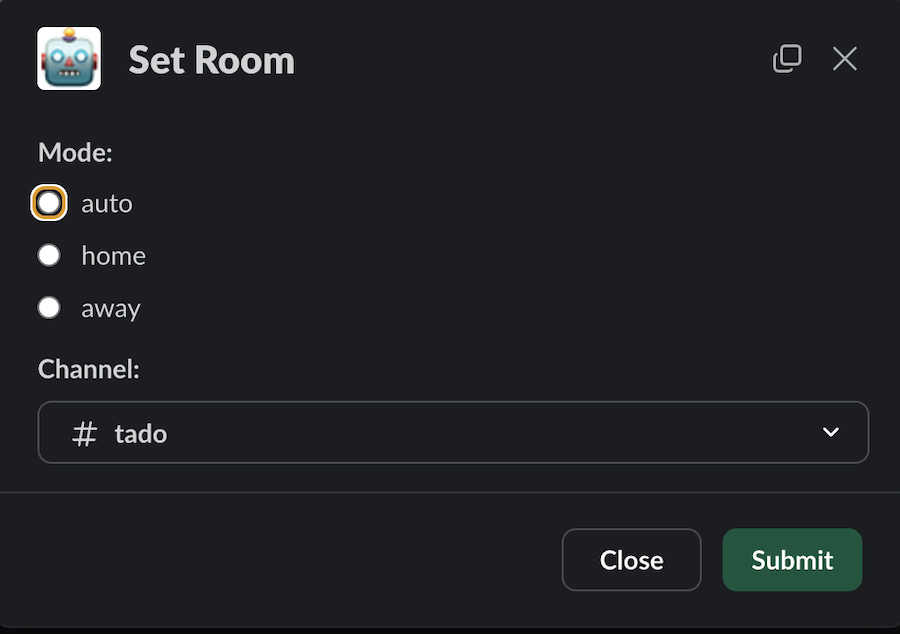 Set Room
Mode:
auto
home
away
Channel:
# tado
Close
Submit